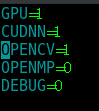 GPU=1
CUDNN=1
OPENCV=1
OPENMP=0
DEBUG=0